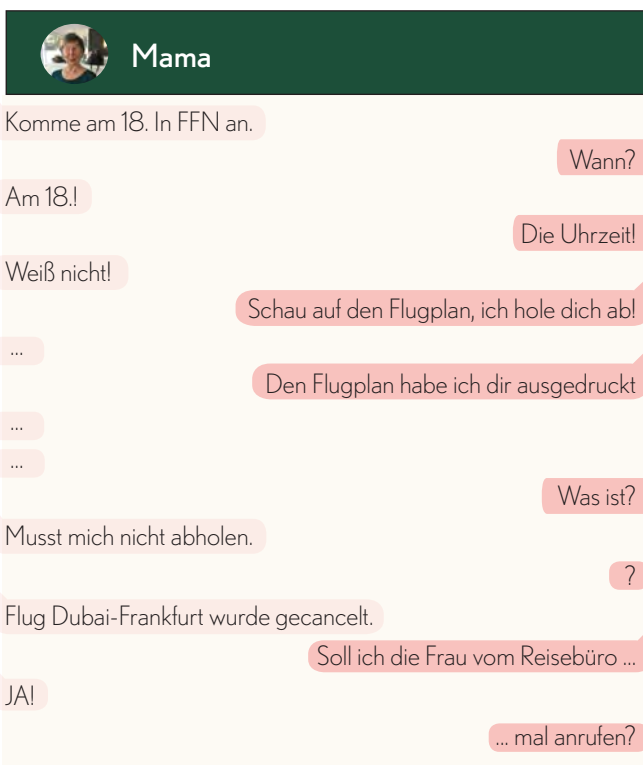 Mama
Komme am 18. In FFN an.
Wann?
Am 18.!
Die Uhrzeit!
Weiß nicht!
Schau auf den Flugplan, ich hole dich ab!
...
Den Flugplan habe ich dir ausgedruckt
...
...
Was ist?
Musst mich nicht abholen.
?
Flug Dubai-Frankfurt wurde gecancelt.
Soll ich die Frau vom Reisebüro ...
JA!
... mal anrufen?